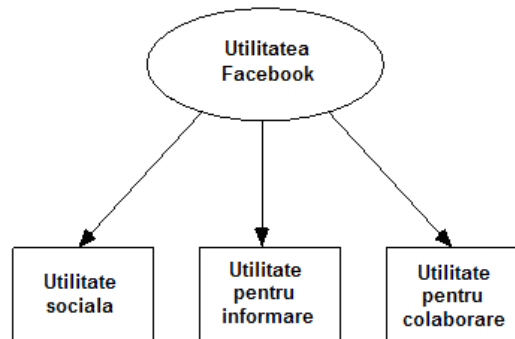 Utilitatea
Facebook
Utilitate
sociala
Utilitate
pentru
informare
Utilitate
pentru
colaborare